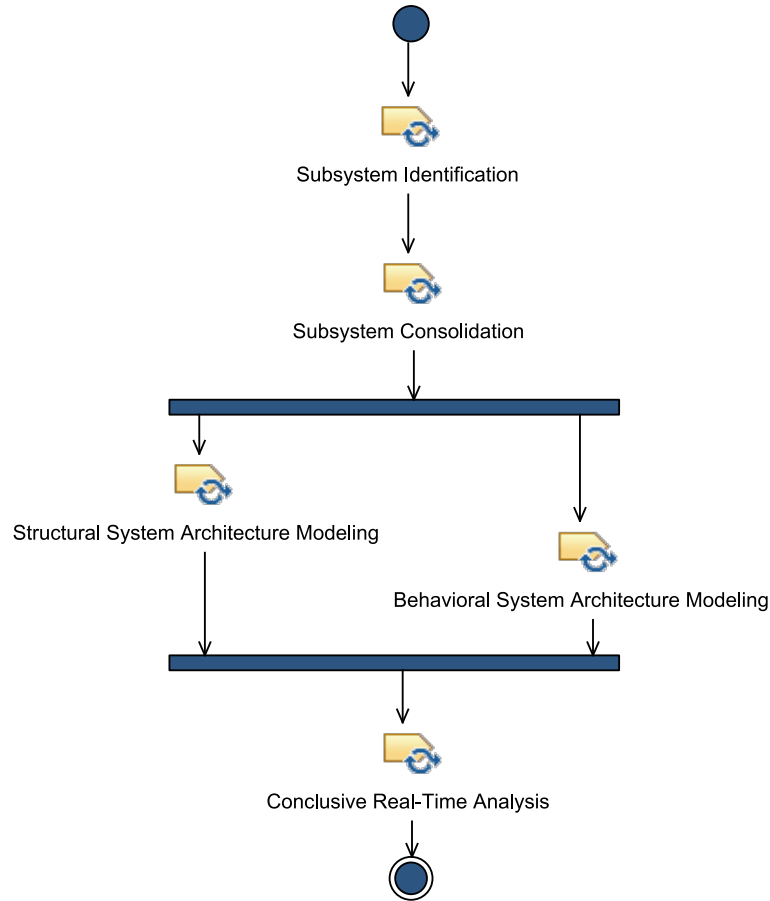 Subsystem Identification
Subsystem Consolidation
Structural System Architecture Modeling
Behavioral System Architecture Modeling
Conclusive Real-Time Analysis